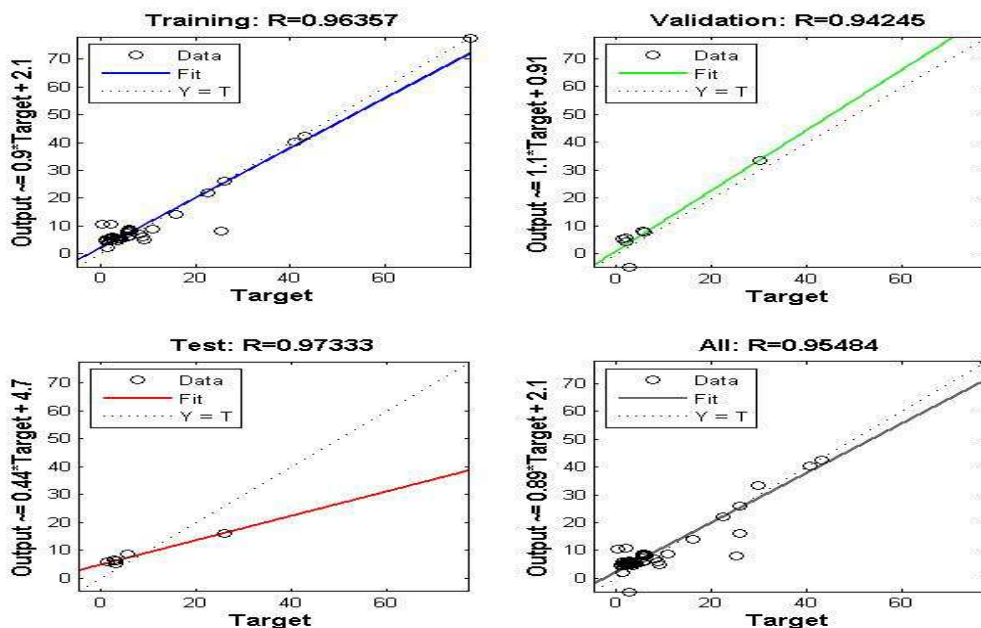 Training: R=0.96357
Output ~= 0.9*Target + 2.1
70
60
50
40
30
20
10
0
Data
Fit
Y = T
0 20 40 60
Target
Validation: R=0.94245
Output ~= 1.1*Target + 0.91
70
60
50
40
30
20
10
0
Data
Fit
Y = T
0 20 40 60
Target
Test: R=0.97333
Output ~= 0.44*Target + 4.7
70
60
50
40
30
20
10
0
Data
Fit
Y = T
0 20 40 60
Target
All: R=0.95484
Output ~= 0.89*Target + 2.1
70
60
50
40
30
20
10
0
Data
Fit
Y = T
0 20 40 60
Target